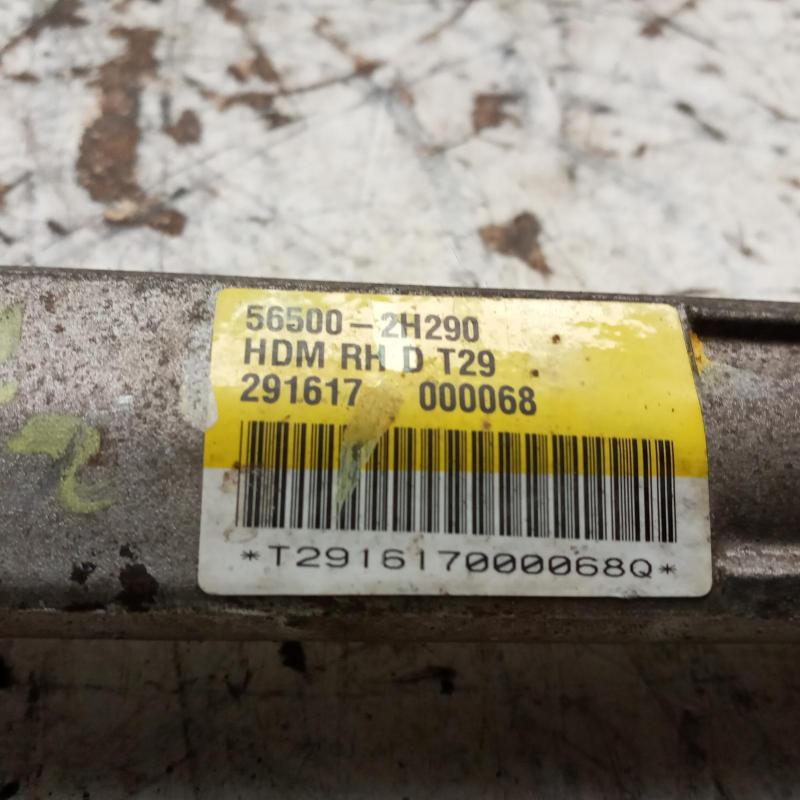 56500-2H290
HDM RH D T29
291617 000068
*T291617000068Q*